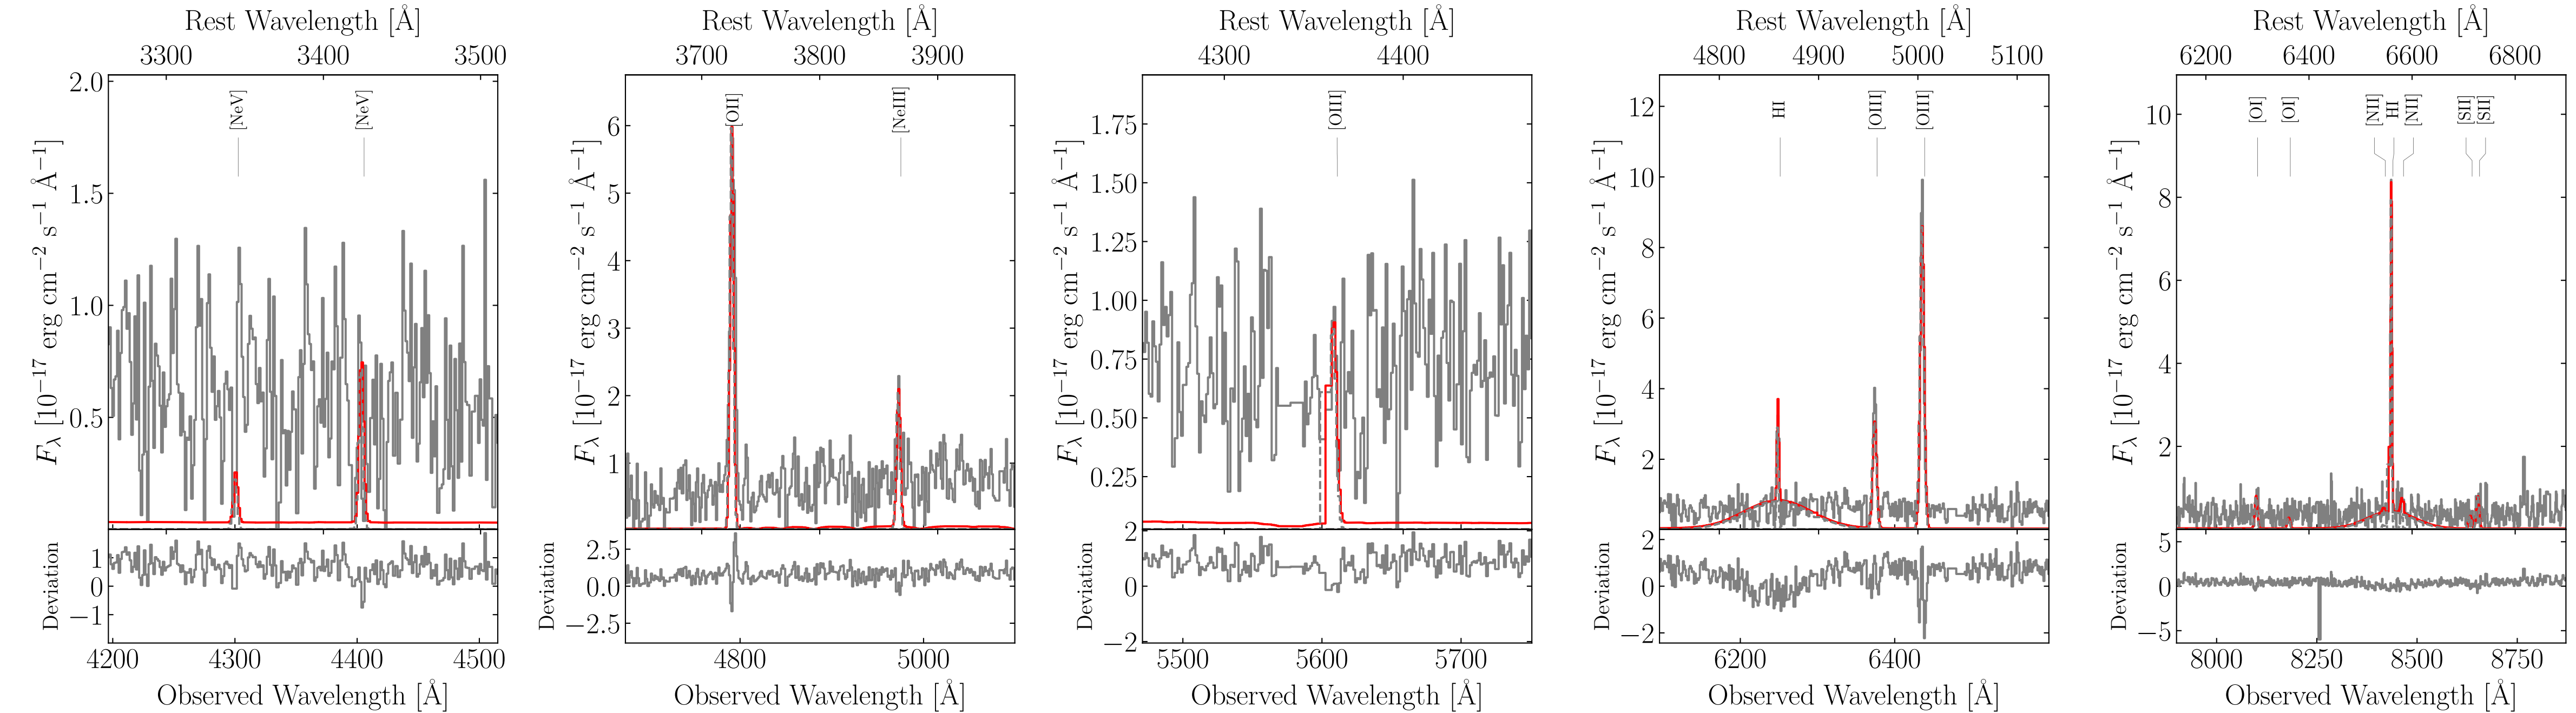 Rest Wavelength [Å]
3300 3400 3500
2.0
1.5
1.0
0.5
F_λ [10^−17 erg cm^−2 s^−1 Å^−1]
[NeV]
[NeV]
1
0
−1
Deviation
4200 4300 4400 4500
Observed Wavelength [Å]
Rest Wavelength [Å]
3700 3800 3900
6
5
4
3
2
1
F_λ [10^−17 erg cm^−2 s^−1 Å^−1]
[OII]
[NeIII]
2.5
0.0
−2.5
Deviation
4800 5000
Observed Wavelength [Å]
Rest Wavelength [Å]
4300 4400
1.75
1.50
1.25
1.00
0.75
0.50
0.25
F_λ [10^−17 erg cm^−2 s^−1 Å^−1]
[OIII]
2
0
−2
Deviation
5500 5600 5700
Observed Wavelength [Å]
Rest Wavelength [Å]
4800 4900 5000 5100
12
10
8
6
4
2
F_λ [10^−17 erg cm^−2 s^−1 Å^−1]
HI
[OIII]
[OIII]
2
0
−2
Deviation
6200 6400
Observed Wavelength [Å]
Rest Wavelength [Å]
6200 6400 6600 6800
10
8
6
4
2
F_λ [10^−17 erg cm^−2 s^−1 Å^−1]
[OI]
[OI]
[NII]
HI
[NII]
[SII]
[SII]
5
0
−5
Deviation
8000 8250 8500 8750
Observed Wavelength [Å]